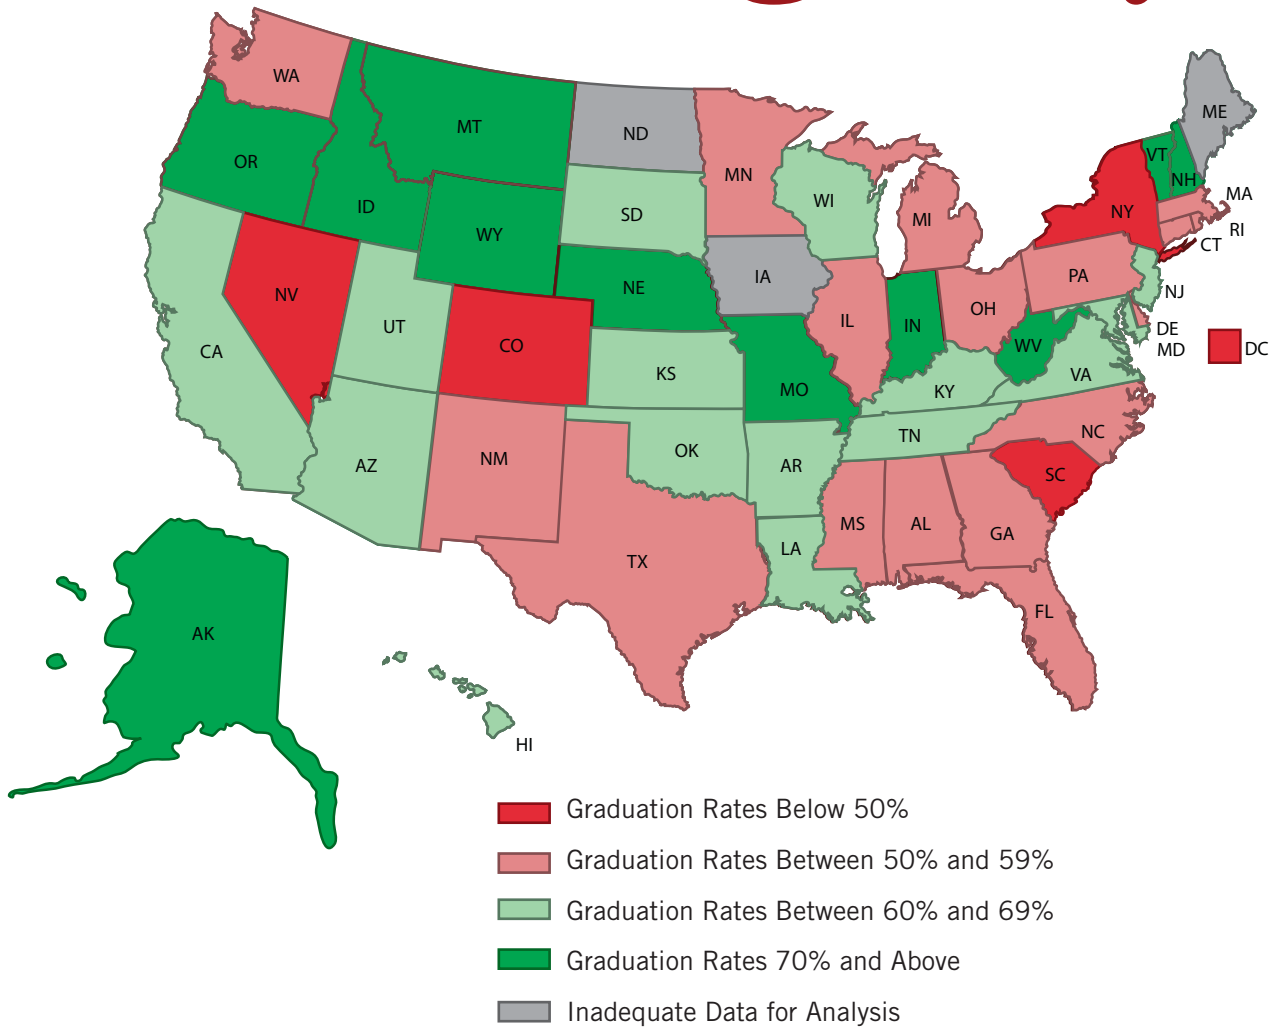 WA
ME
MT
ND
VT
OR
MN
NH
MA
WI
ID
SD
NY
MI
RI
WY
CT
IA
PA
NE
NV
NJ
OH
IL
IN
UT
DE
CO
WV
DC
CA
MD
KS
VA
MO
KY
NC
TN
OK
NM
AZ
AR
SC
MS
AL
GA
LA
TX
FL
AK
HI
Graduation Rates Below 50%
Graduation Rates Between 50% and 59%
Graduation Rates Between 60% and 69%
Graduation Rates 70% and Above
Inadequate Data for Analysis